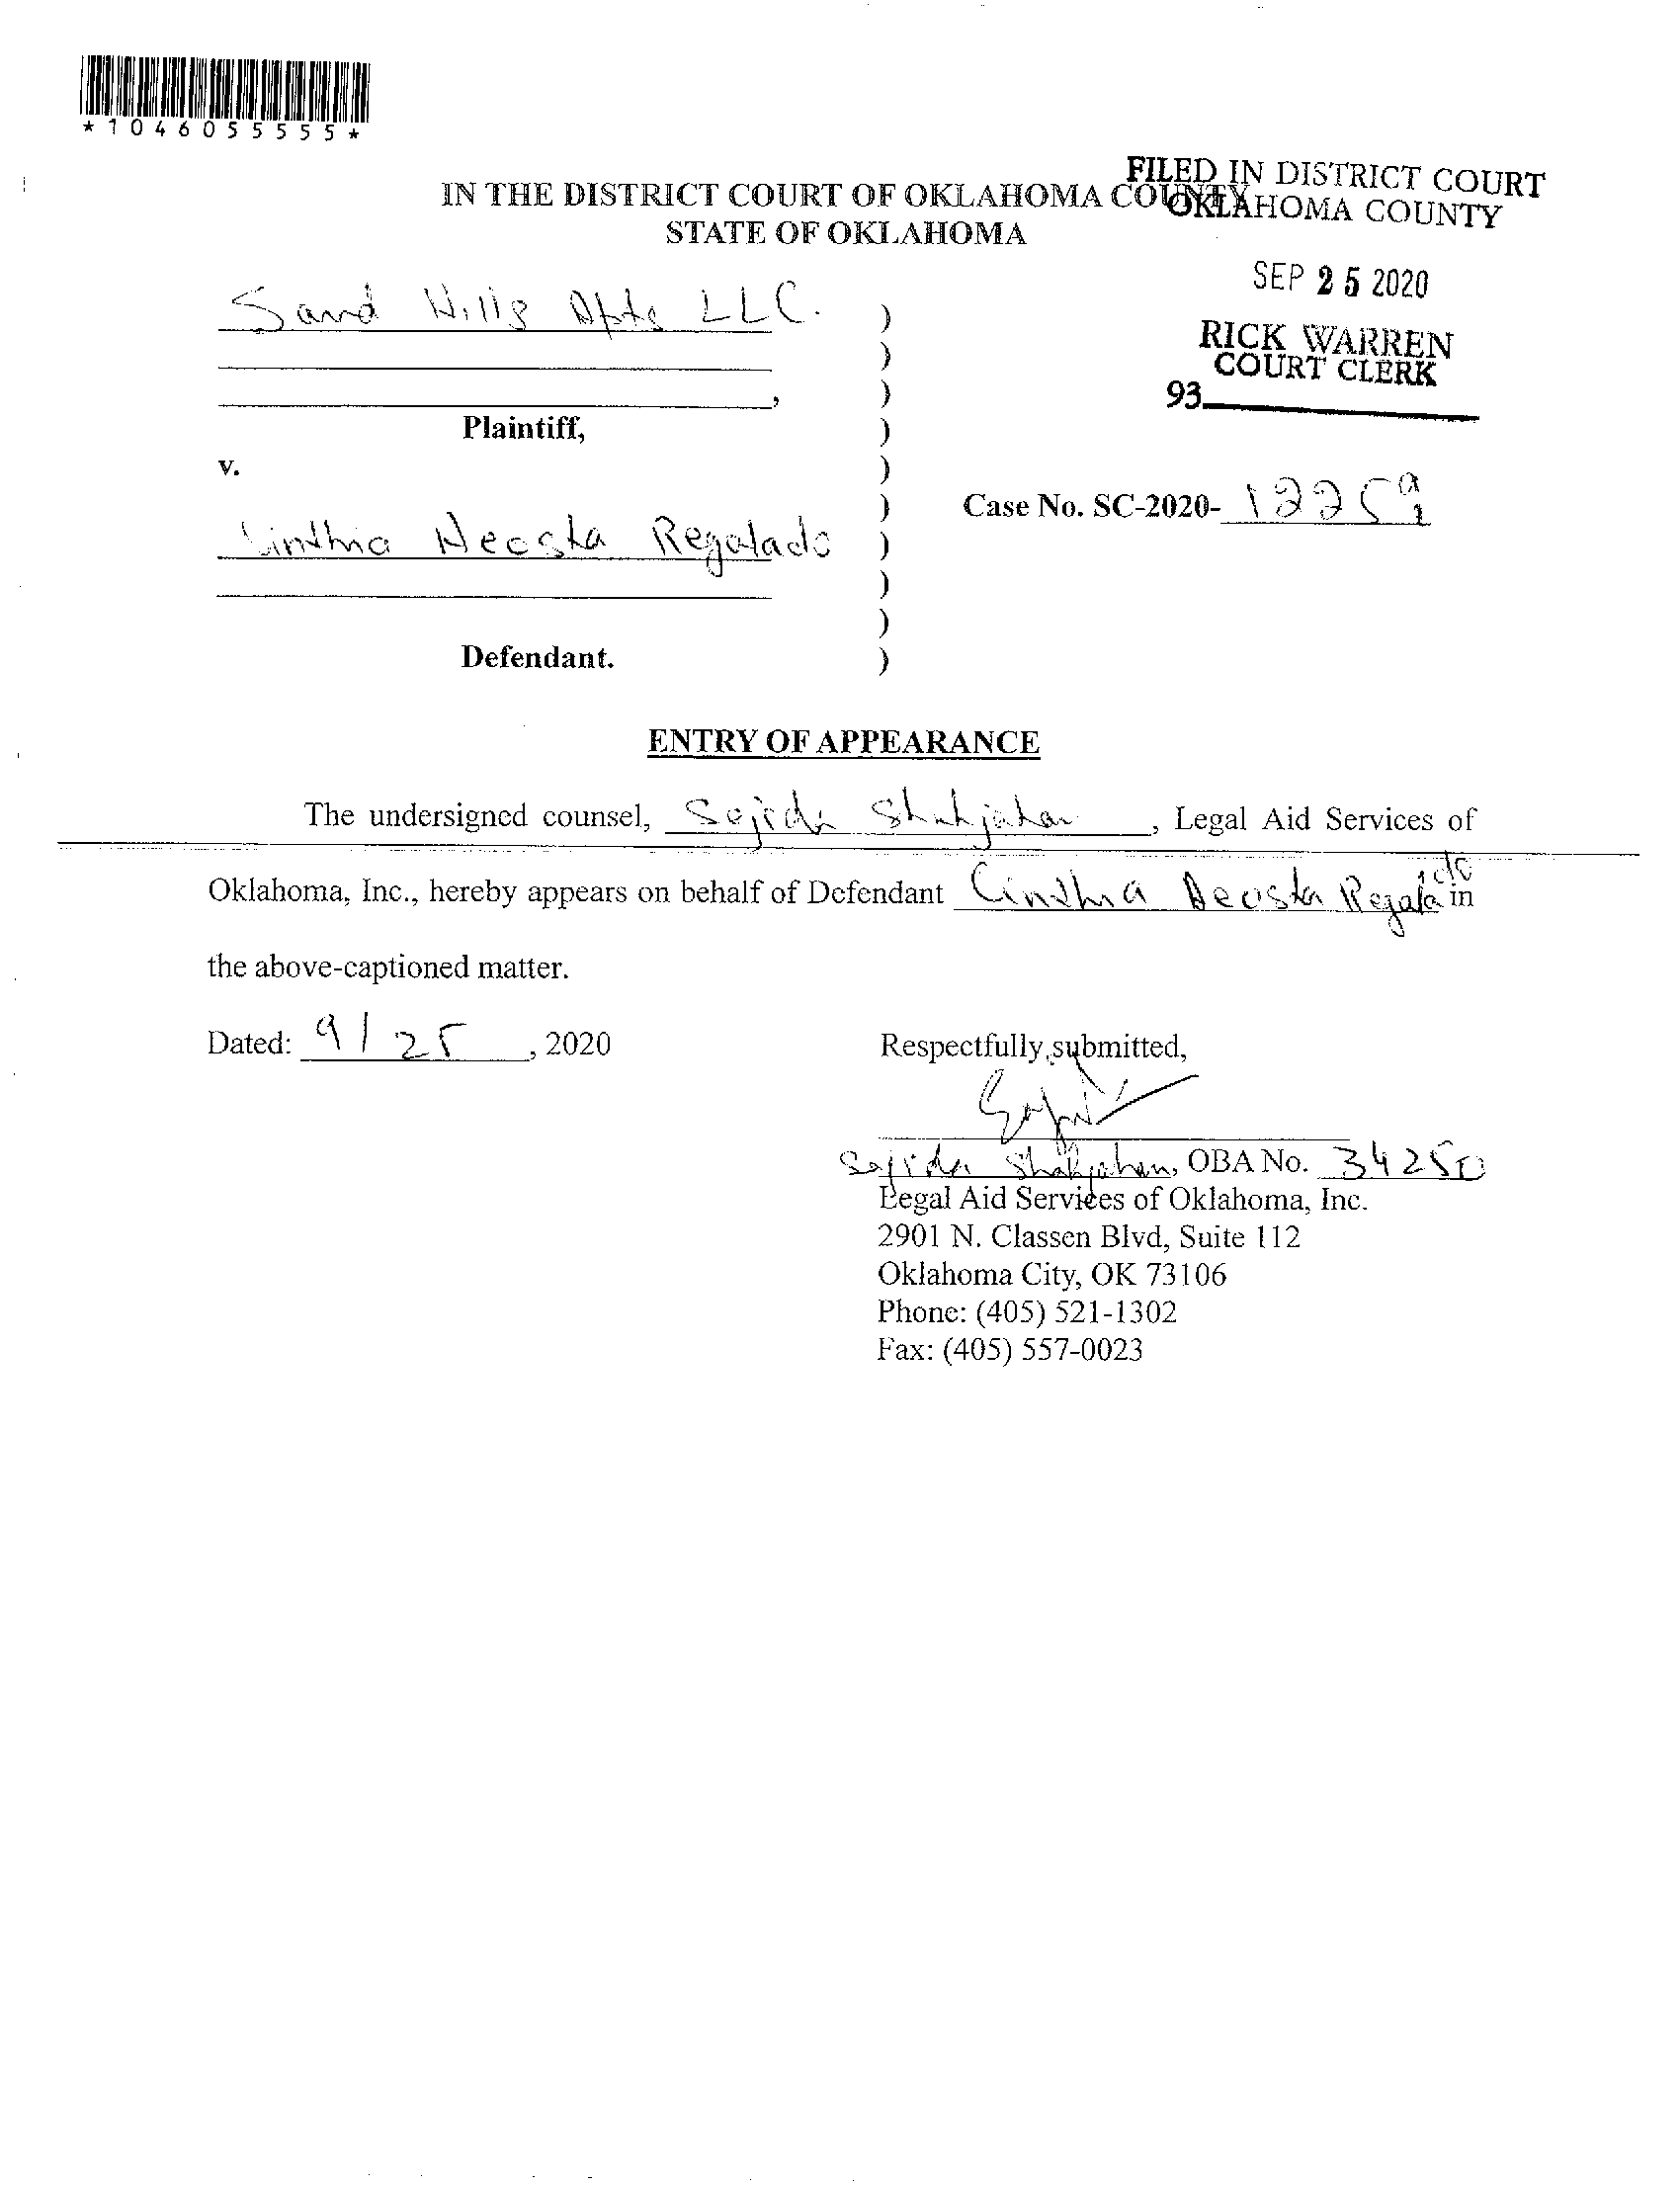 *1046055555*
FILED IN DISTRICT COURT
OKLAHOMA COUNTY
IN THE DISTRICT COURT OF OKLAHOMA COUNTY
STATE OF OKLAHOMA
SEP 25 2020
RICK WARREN
COURT CLERK
93
Sand Hills Apts LLC. )
)
, )
Plaintiff, )
v. )
Case No. SC-2020-
Cinthia Acosta Regalado )
)
)
Defendant. )
ENTRY OF APPEARANCE
The undersigned counsel, Sajida Shahjahan, Legal Aid Services of
Oklahoma, Inc., hereby appears on behalf of Defendant Cinthia Acosta Regalado in
the above-captioned matter.
Dated: 9/25, 2020
Respectfully submitted,
Sajida Shahjahan, OBA No. 34250
Legal Aid Services of Oklahoma, Inc.
2901 N. Classen Blvd, Suite 112
Oklahoma City, OK 73106
Phone: (405) 521-1302
Fax: (405) 557-0023